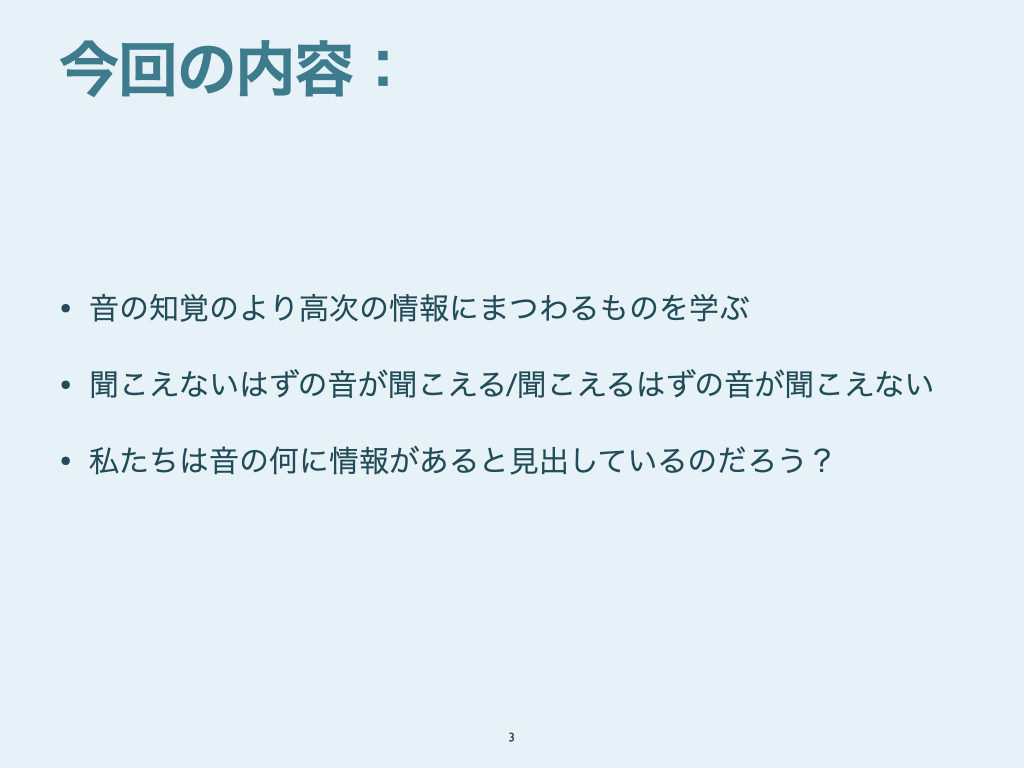 今回の内容：
• 音の知覚のより高次の情報にまつわるものを学ぶ
• 聞こえないはずの音が聞こえる/聞こえるはずの音が聞こえない
• 私たちは音の何に情報があると見出しているのだろう？
3